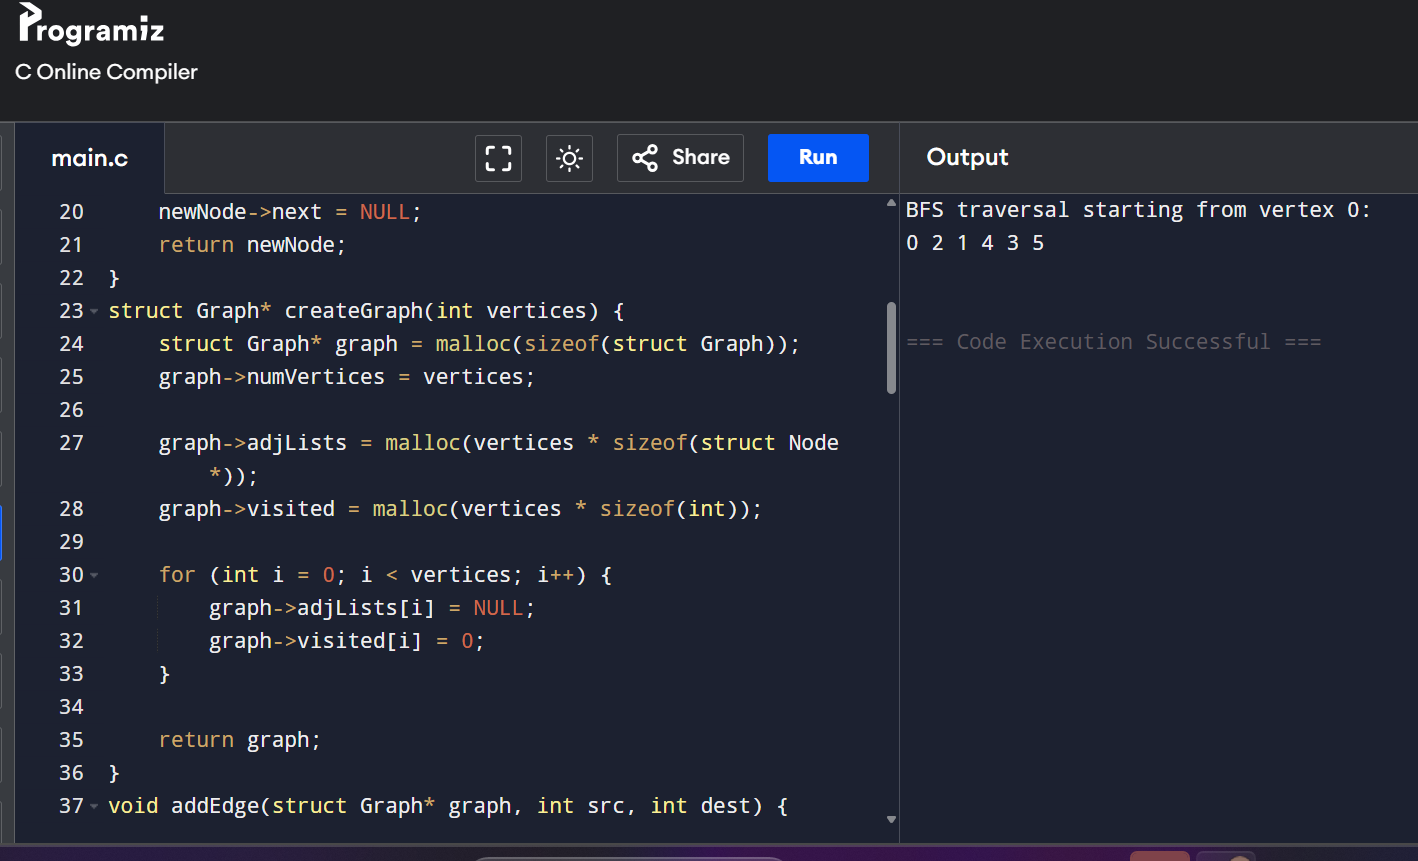 Programiz
C Online Compiler
main.c
Share
Run
Output
20 newNode->next = NULL;
21 return newNode;
22 }
23 struct Graph* createGraph(int vertices) {
24 struct Graph* graph = malloc(sizeof(struct Graph));
25 graph->numVertices = vertices;
26
27 graph->adjLists = malloc(vertices * sizeof(struct Node
*));
28 graph->visited = malloc(vertices * sizeof(int));
29
30 for (int i = 0; i < vertices; i++) {
31 graph->adjLists[i] = NULL;
32 graph->visited[i] = 0;
33 }
34
35 return graph;
36 }
37 void addEdge(struct Graph* graph, int src, int dest) {
BFS traversal starting from vertex 0:
0 2 1 4 3 5
=== Code Execution Successful ===